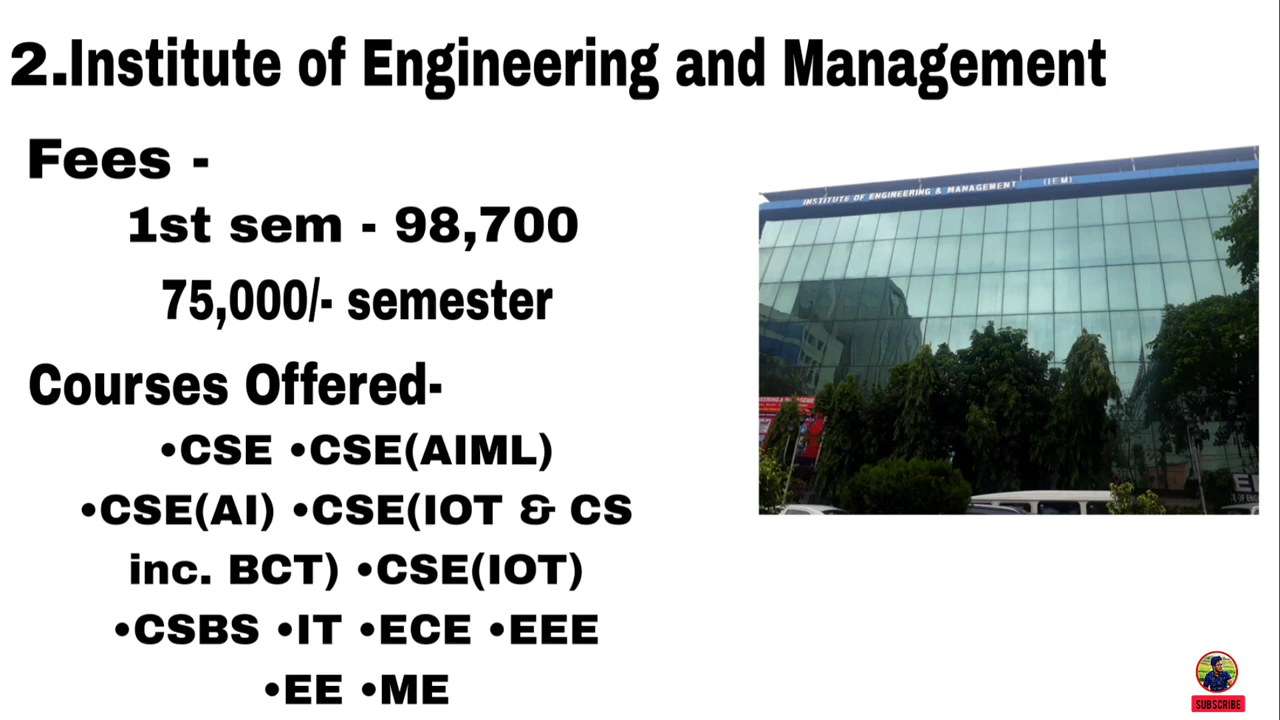 2.Institute of Engineering and Management
Fees -
1st sem - 98,700
75,000/- semester
Courses Offered-
•CSE •CSE(AIML)
•CSE(AI) •CSE(IOT & CS
inc. BCT) •CSE(IOT)
•CSBS •IT •ECE •EEE
•EE •ME
INSTITUTE OF ENGINEERING & MANAGEMENT (IEM)
SUBSCRIBE